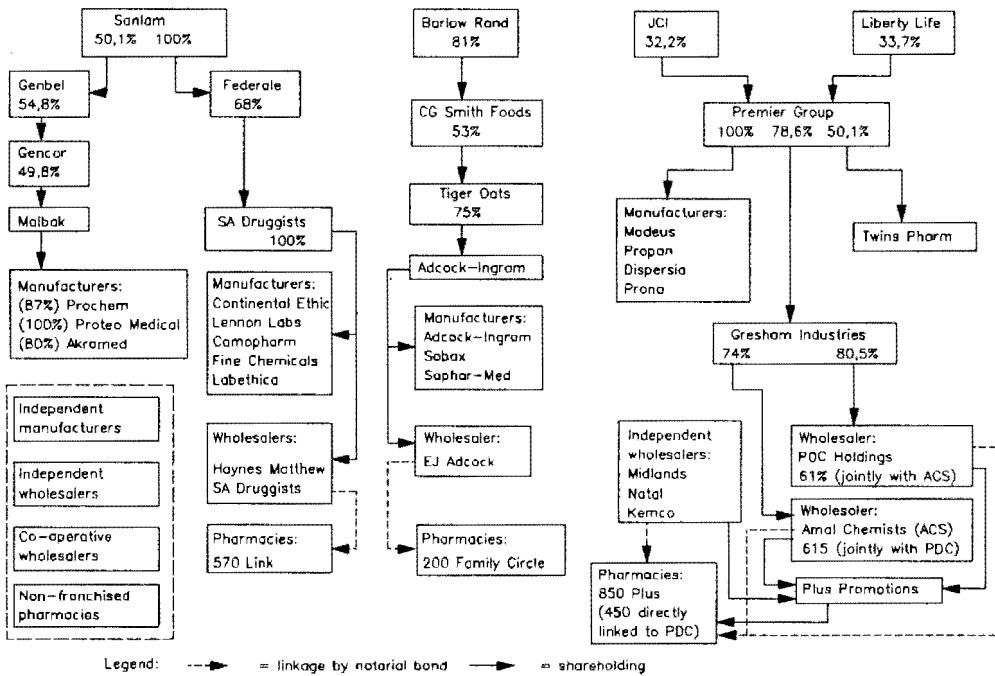 Sanlam
50,1% 100%
Genbel
54,8%
Gencor
49,8%
Malbak
Manufacturers:
(87%) Prochem
(100%) Proteo Medical
(80%) Akromed
Federale
68%
SA Druggists
100%
Manufacturers:
Continental Ethic
Lennon Labs
Camopharm
Fine Chemicals
Labethica
Wholesalers:
Haynes Matthew
SA Druggists
Pharmacies:
570 Link
Independent
manufacturers
Independent
wholesalers
Co-operative
wholesalers
Non-franchised
pharmacies
Barlow Rand
81%
CG Smith Foods
53%
Tiger Oats
75%
Adcock-Ingram
Manufacturers:
Adcock-Ingram
Sabax
Saphar-Med
Wholesaler:
EJ Adcock
Pharmacies:
200 Family Circle
JCI
32,2%
Liberty Life
33,7%
Premier Group
100% 78,6% 50,1%
Manufacturers:
Madeus
Propan
Dispersia
Prona
Twins Pharm
Gresham Industries
74% 80,5%
Independent
wholesalers:
Midlands
Natal
Kemco
Wholesaler:
PDC Holdings
61% (jointly with ACS)
Wholesaler:
Amal Chemists (ACS)
615 (jointly with PDC)
Plus Promotions
Pharmacies:
850 Plus
(450 directly
linked to PDC)
Legend: = linkage by notarial bond = shareholding